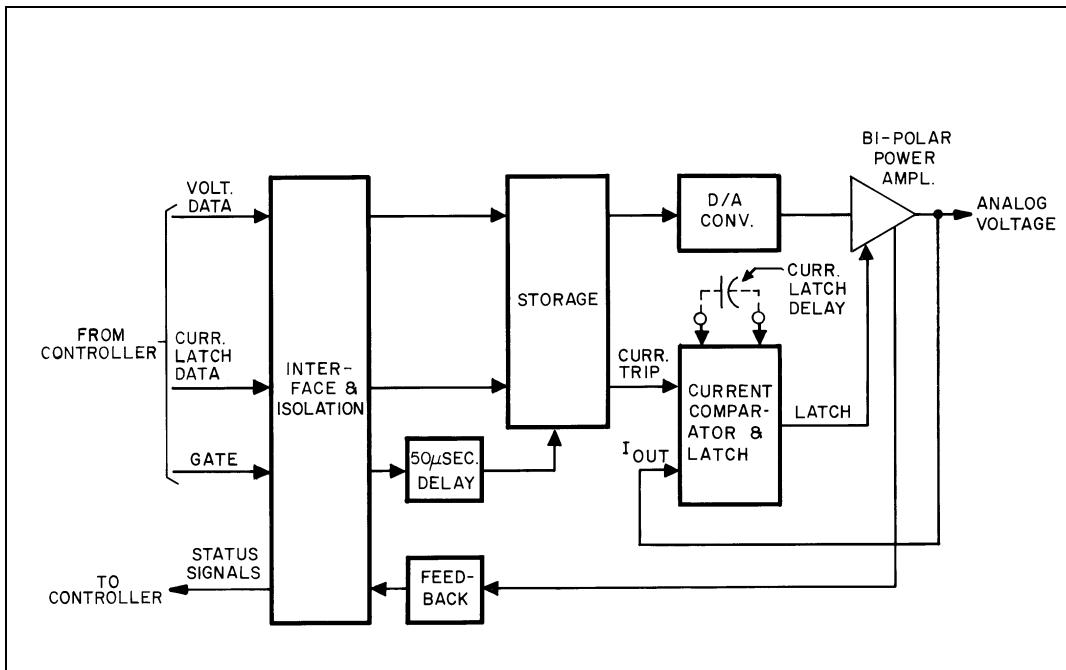 BI-POLAR
POWER
AMPL.
VOLT.
DATA
D/A
CONV.
ANALOG
VOLTAGE
CURR.
LATCH
DELAY
STORAGE
FROM
CONTROLLER
CURR.
LATCH
DATA
INTER-
FACE &
ISOLATION
CURR.
TRIP
CURRENT
COMPAR-
ATOR &
LATCH
LATCH
GATE
50µSEC.
DELAY
IOUT
STATUS
SIGNALS
TO
CONTROLLER
FEED-
BACK